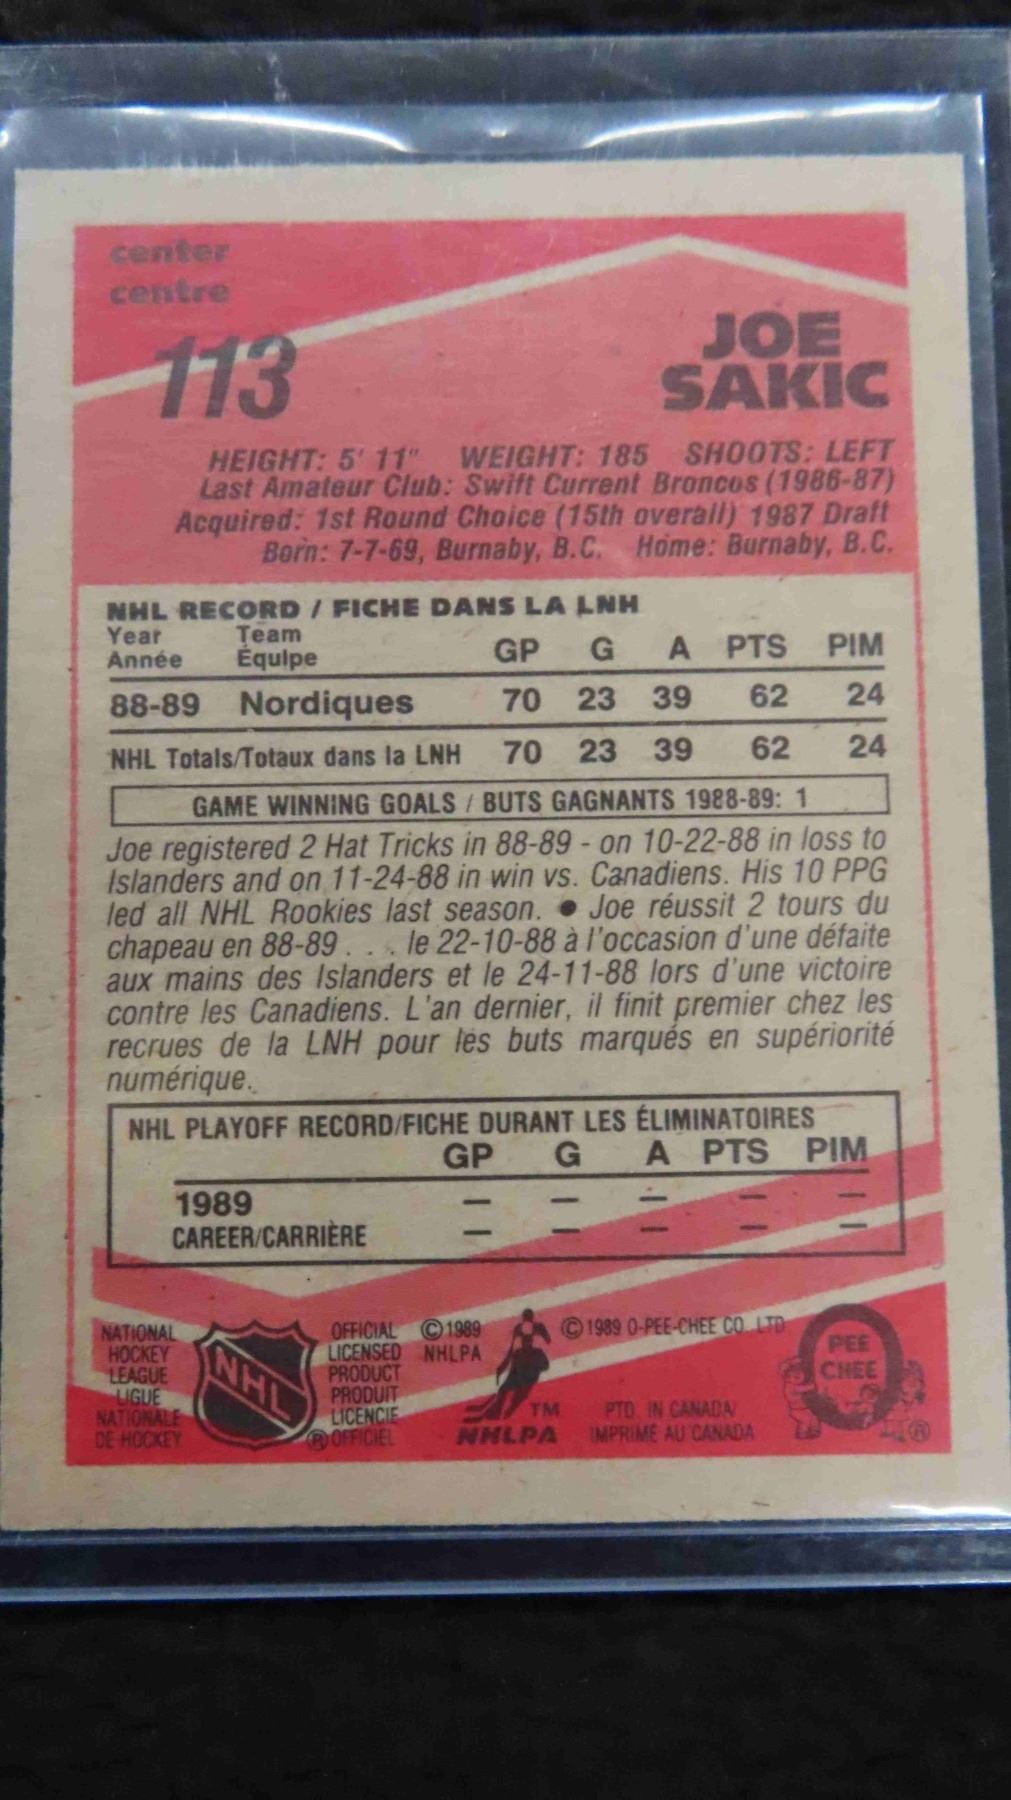 center
centre
113
JOE
SAKIC
HEIGHT: 5' 11" WEIGHT: 185 SHOOTS: LEFT
Last Amateur Club: Swift Current Broncos (1986-87)
Acquired: 1st Round Choice (15th overall) 1987 Draft
Born: 7-7-69, Burnaby, B.C. Home: Burnaby, B.C.
NHL RECORD / FICHE DANS LA LNH
Year Team
Année Équipe GP G A PTS PIM
88-89 Nordiques 70 23 39 62 24
NHL Totals/Totaux dans la LNH 70 23 39 62 24
GAME WINNING GOALS / BUTS GAGNANTS 1988-89: 1
Joe registered 2 Hat Tricks in 88-89 - on 10-22-88 in loss to
Islanders and on 11-24-88 in win vs. Canadiens. His 10 PPG
led all NHL Rookies last season. ● Joe réussit 2 tours du
chapeau en 88-89 . . . le 22-10-88 à l'occasion d'une défaite
aux mains des Islanders et le 24-11-88 lors d'une victoire
contre les Canadiens. L'an dernier, il finit premier chez les
recrues de la LNH pour les buts marqués en supériorité
numérique.
NHL PLAYOFF RECORD/FICHE DURANT LES ÉLIMINATOIRES
GP G A PTS PIM
1989 — — — — —
CAREER/CARRIÈRE — — — — —
NATIONAL
HOCKEY
LEAGUE
LIGUE
NATIONALE
DE HOCKEY
NHL
OFFICIAL
LICENSED
PRODUCT
PRODUIT
LICENCIE
® OFFICIEL
© 1989
NHLPA
TM
NHLPA
© 1989 O-PEE-CHEE CO. LTD
PTD. IN CANADA/
IMPRIMÉ AU CANADA
O
PEE
CHEE
®